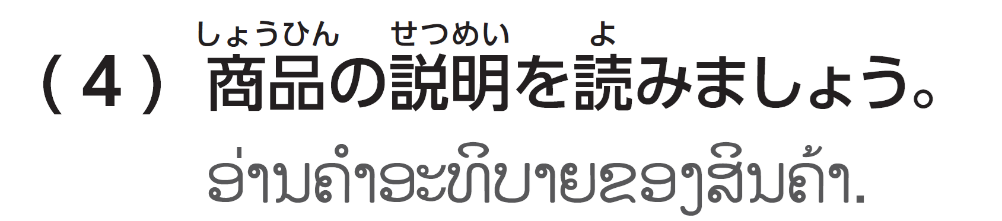 しょうひん せつめい よ
(4) 商品の説明を読みましょう。
ອ່ານຄຳອະທິບາຍຂອງສິນຄ້າ.